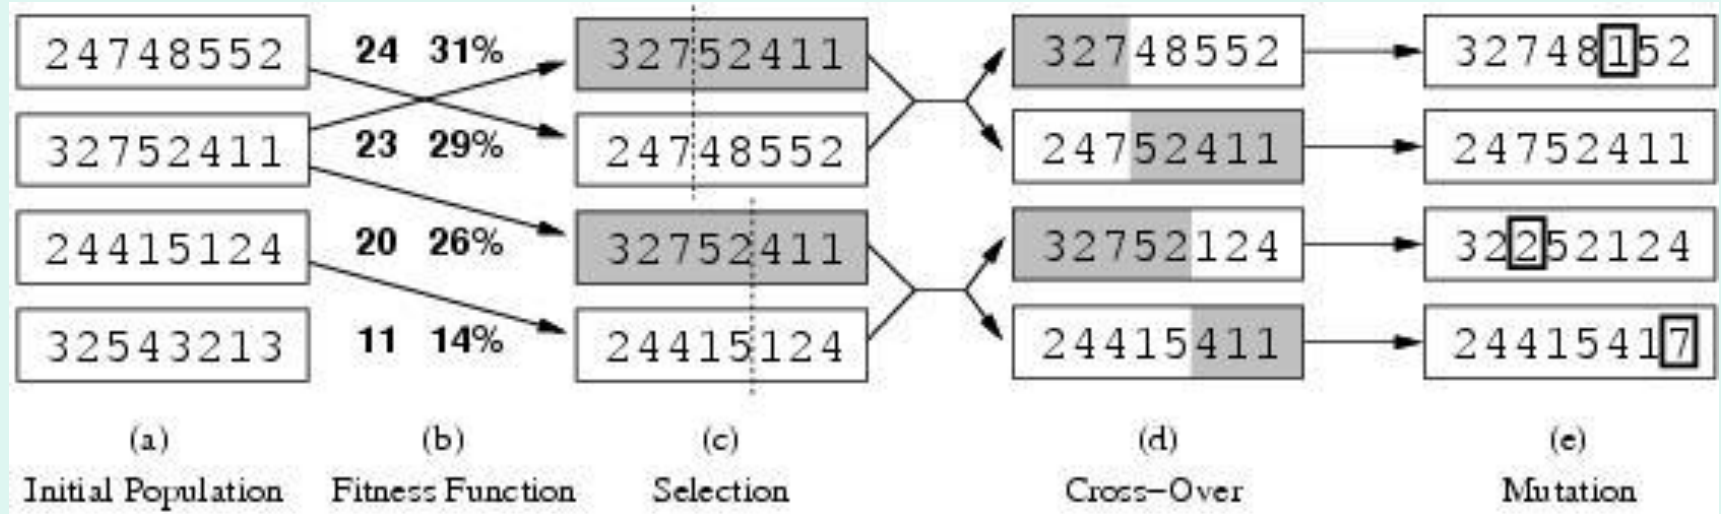 24748552 24 31% 32752411 32748552 32748152
32752411 23 29% 24748552 24752411 24752411
24415124 20 26% 32752411 32752124 32252124
32543213 11 14% 24415124 24415411 24415417
(a) (b) (c) (d) (e)
Initial Population Fitness Function Selection Cross-Over Mutation